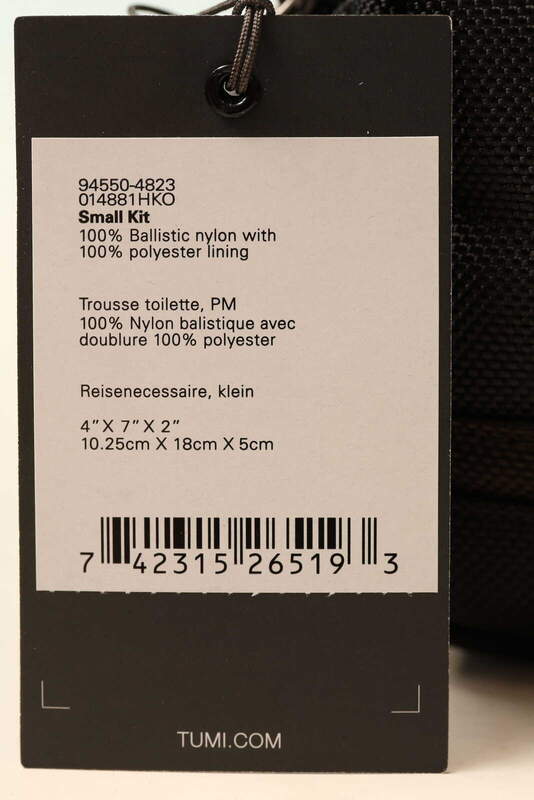 94550-4823
014881HKO
Small Kit
100% Ballistic nylon with
100% polyester lining
Trousse toilette, PM
100% Nylon balistique avec
doublure 100% polyester
Reisenecessaire, klein
4" X 7" X 2"
10.25cm X 18cm X 5cm
7 42315 26519 3
TUMI.COM